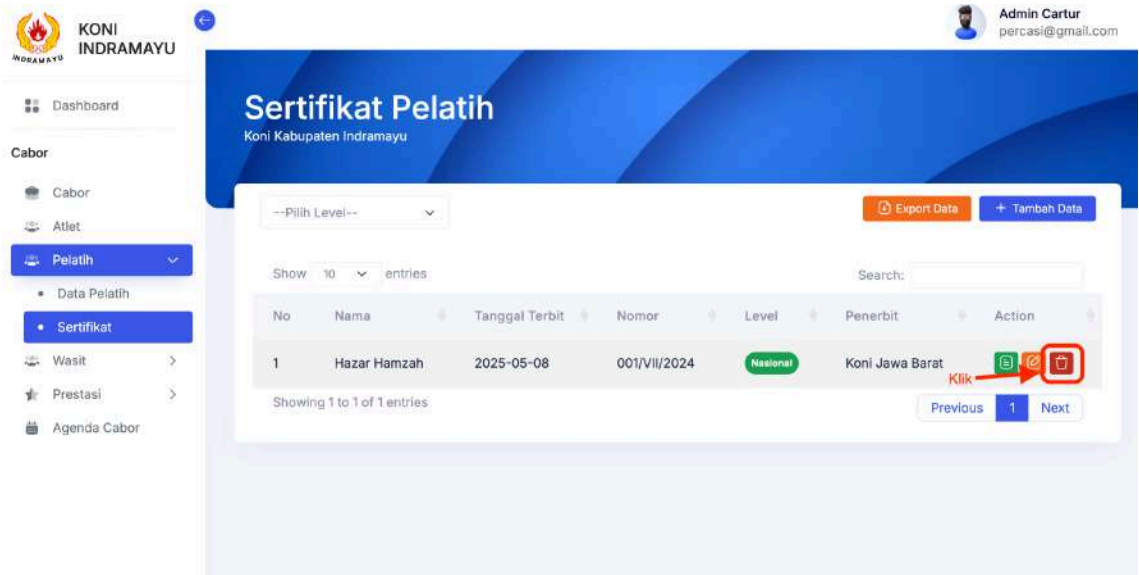 KONI
INDRAMAYU
INDRAMAYU
Admin Cartur
percasi@gmail.com
Dashboard
Cabor
Cabor
Atlet
Pelatih
Data Pelatih
Sertifikat
Wasit
Prestasi
Agenda Cabor
Sertifikat Pelatih
Koni Kabupaten Indramayu
--Pilih Level--
Export Data
+ Tambah Data
Show 10 entries
Search:
No Nama Tanggal Terbit Nomor Level Penerbit Action
1 Hazar Hamzah 2025-05-08 001/VII/2024 Nasional Koni Jawa Barat
Klik
Showing 1 to 1 of 1 entries
Previous 1 Next